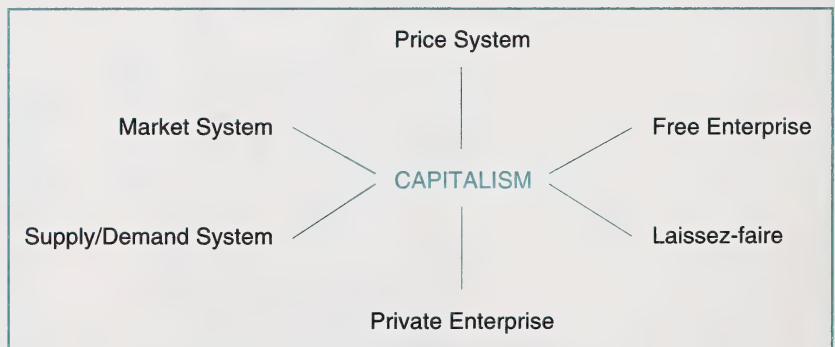 Price System
Market System
Free Enterprise
CAPITALISM
Supply/Demand System
Laissez-faire
Private Enterprise